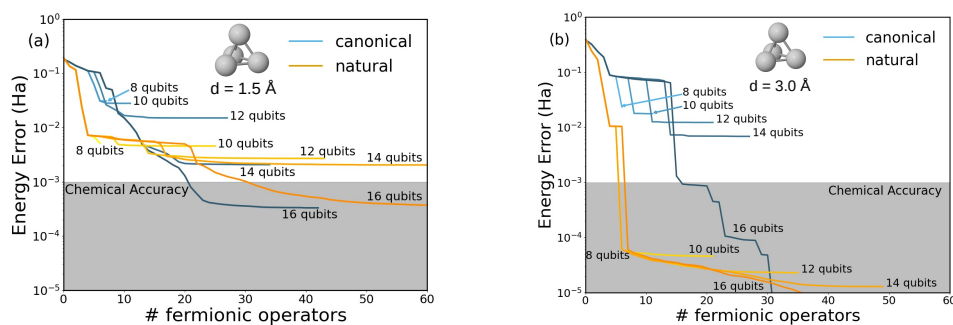 (a)
Energy Error (Ha)
10⁰
10⁻¹
10⁻²
10⁻³
10⁻⁴
10⁻⁵
canonical
natural
d = 1.5 Å
8 qubits
10 qubits
12 qubits
8 qubits
10 qubits
12 qubits
14 qubits
14 qubits
Chemical Accuracy
16 qubits
16 qubits
0 10 20 30 40 50 60
# fermionic operators
(b)
Energy Error (Ha)
10⁰
10⁻¹
10⁻²
10⁻³
10⁻⁴
10⁻⁵
canonical
natural
d = 3.0 Å
8 qubits
10 qubits
12 qubits
14 qubits
Chemical Accuracy
16 qubits
8 qubits
10 qubits
12 qubits
14 qubits
16 qubits
0 10 20 30 40 50 60
# fermionic operators